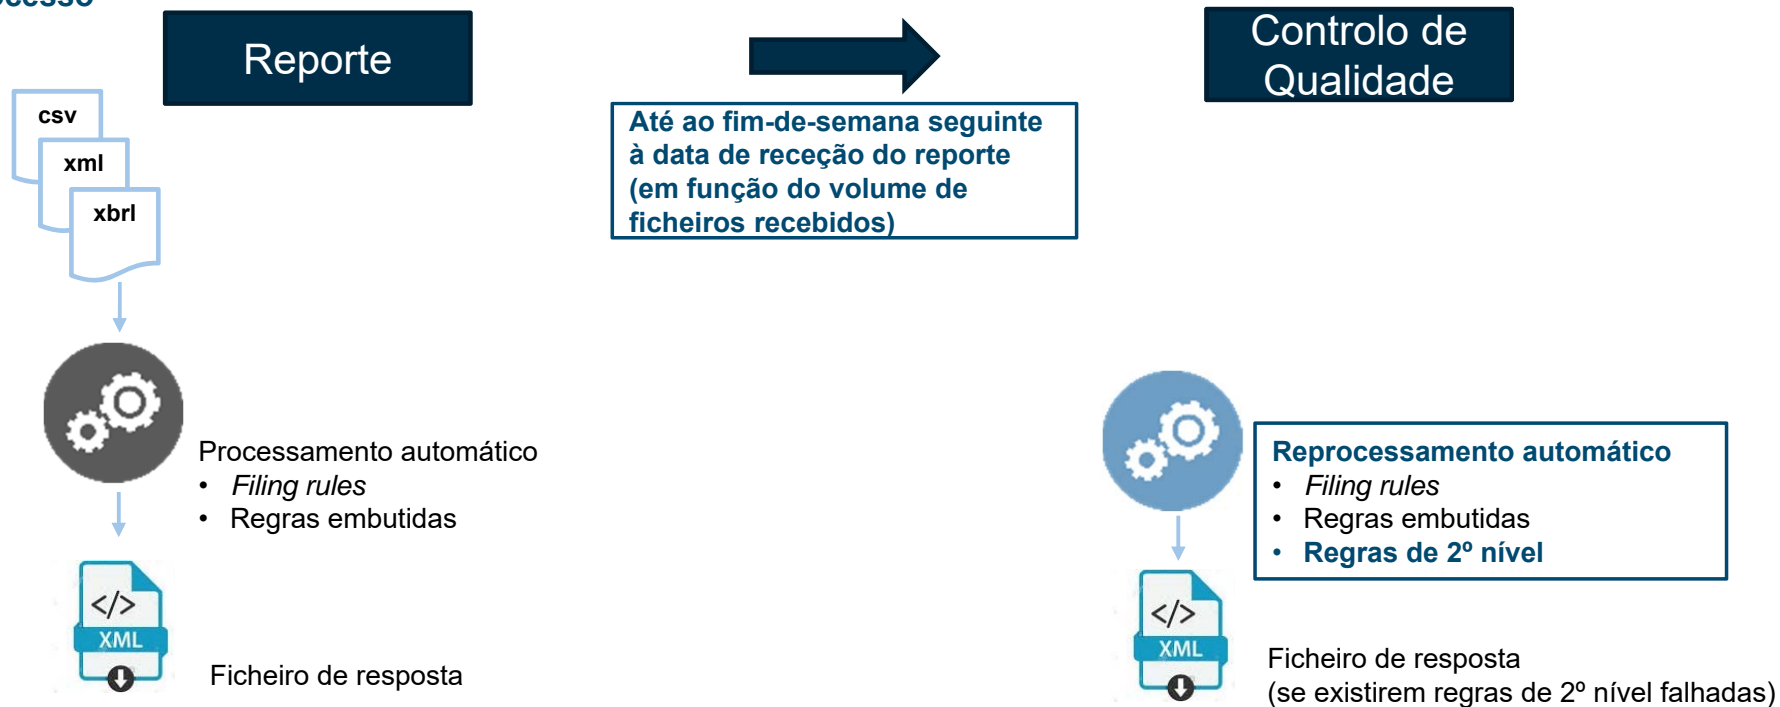 Reporte
Controlo de
Qualidade
csv
xml
xbrl
Até ao fim-de-semana seguinte
à data de receção do reporte
(em função do volume de
ficheiros recebidos)
Processamento automático
• Filing rules
• Regras embutidas
</>
XML
Ficheiro de resposta
Reprocessamento automático
• Filing rules
• Regras embutidas
• Regras de 2º nível
</>
XML
Ficheiro de resposta
(se existirem regras de 2º nível falhadas)